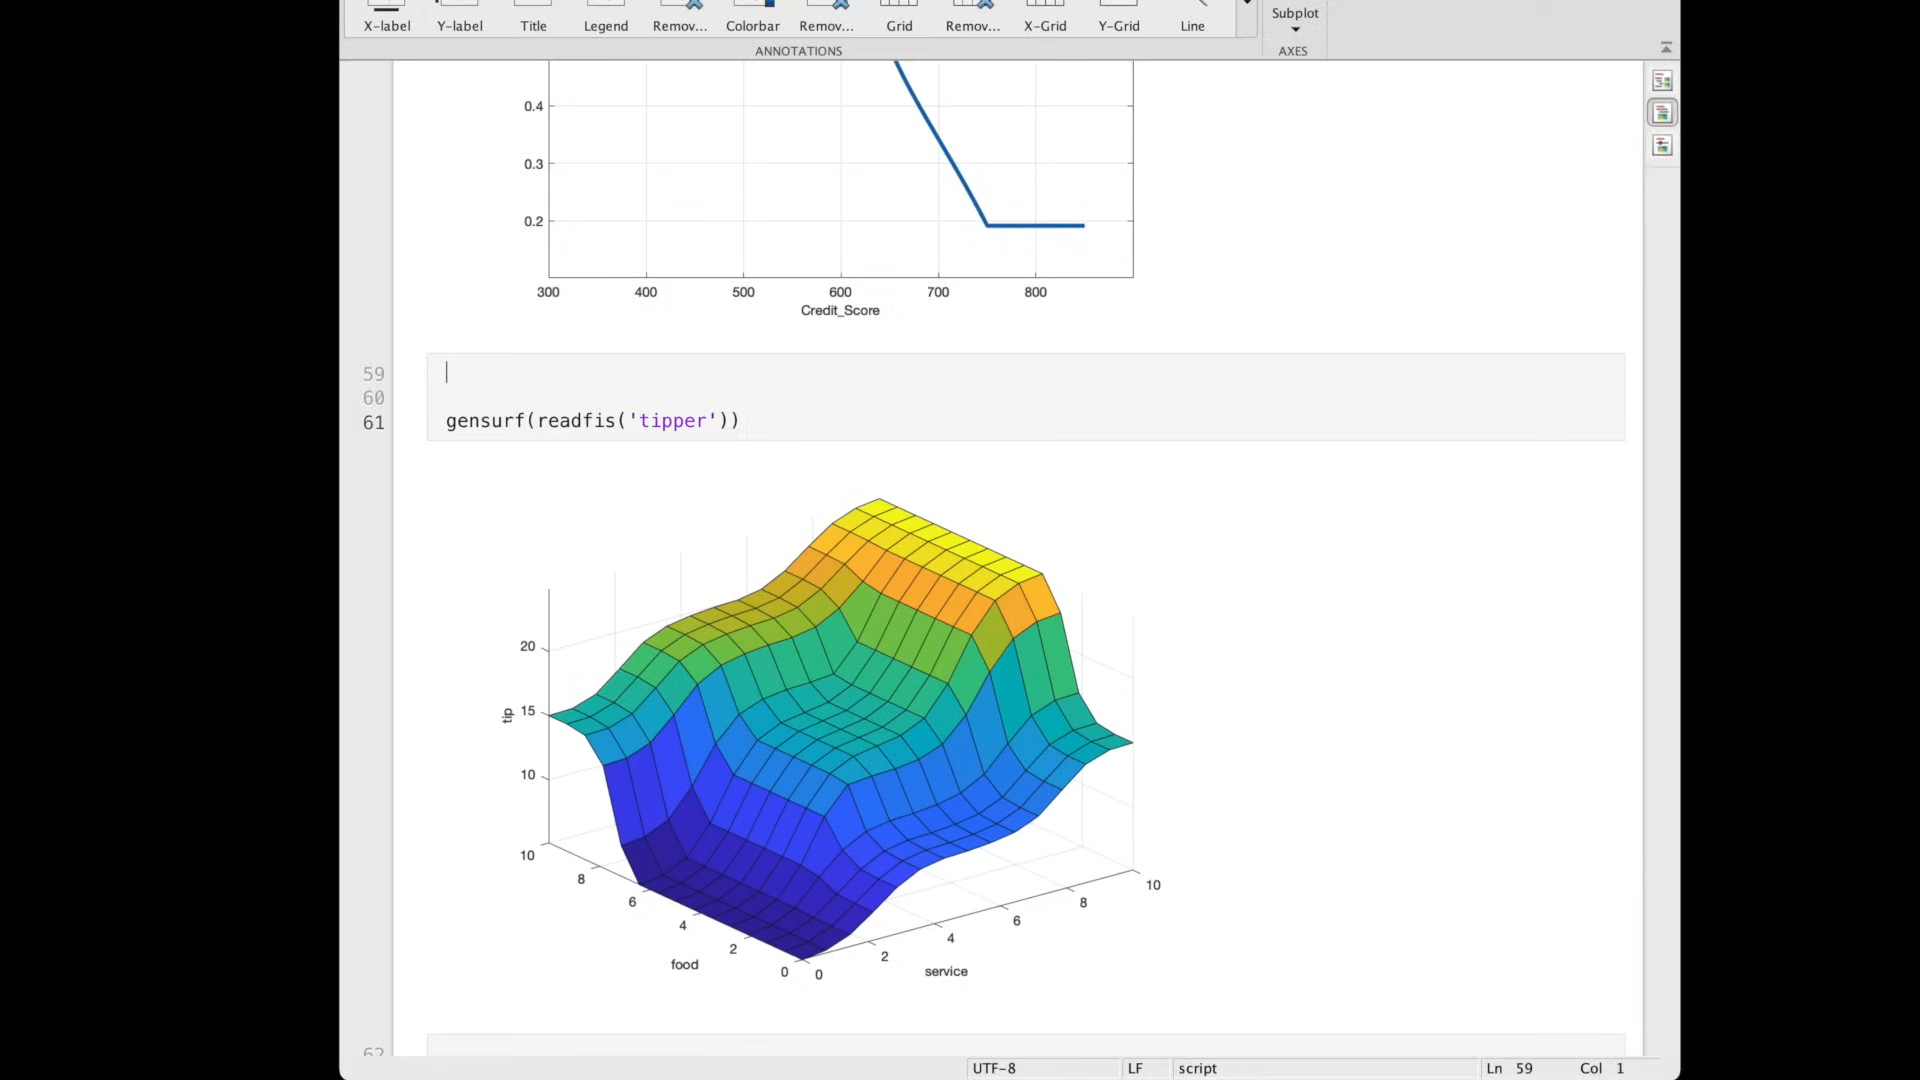 X-label Y-label Title Legend Remov... Colorbar Remov... Grid Remov... X-Grid Y-Grid Line Subplot
ANNOTATIONS AXES
0.4
0.3
0.2
300 400 500 600 700 800
Credit_Score
59
60
61 gensurf(readfis('tipper'))
20
15
10
tip
10
8
6
4
2
0
food
0
2
4
6
8
10
service
62
UTF-8 LF script Ln 59 Col 1